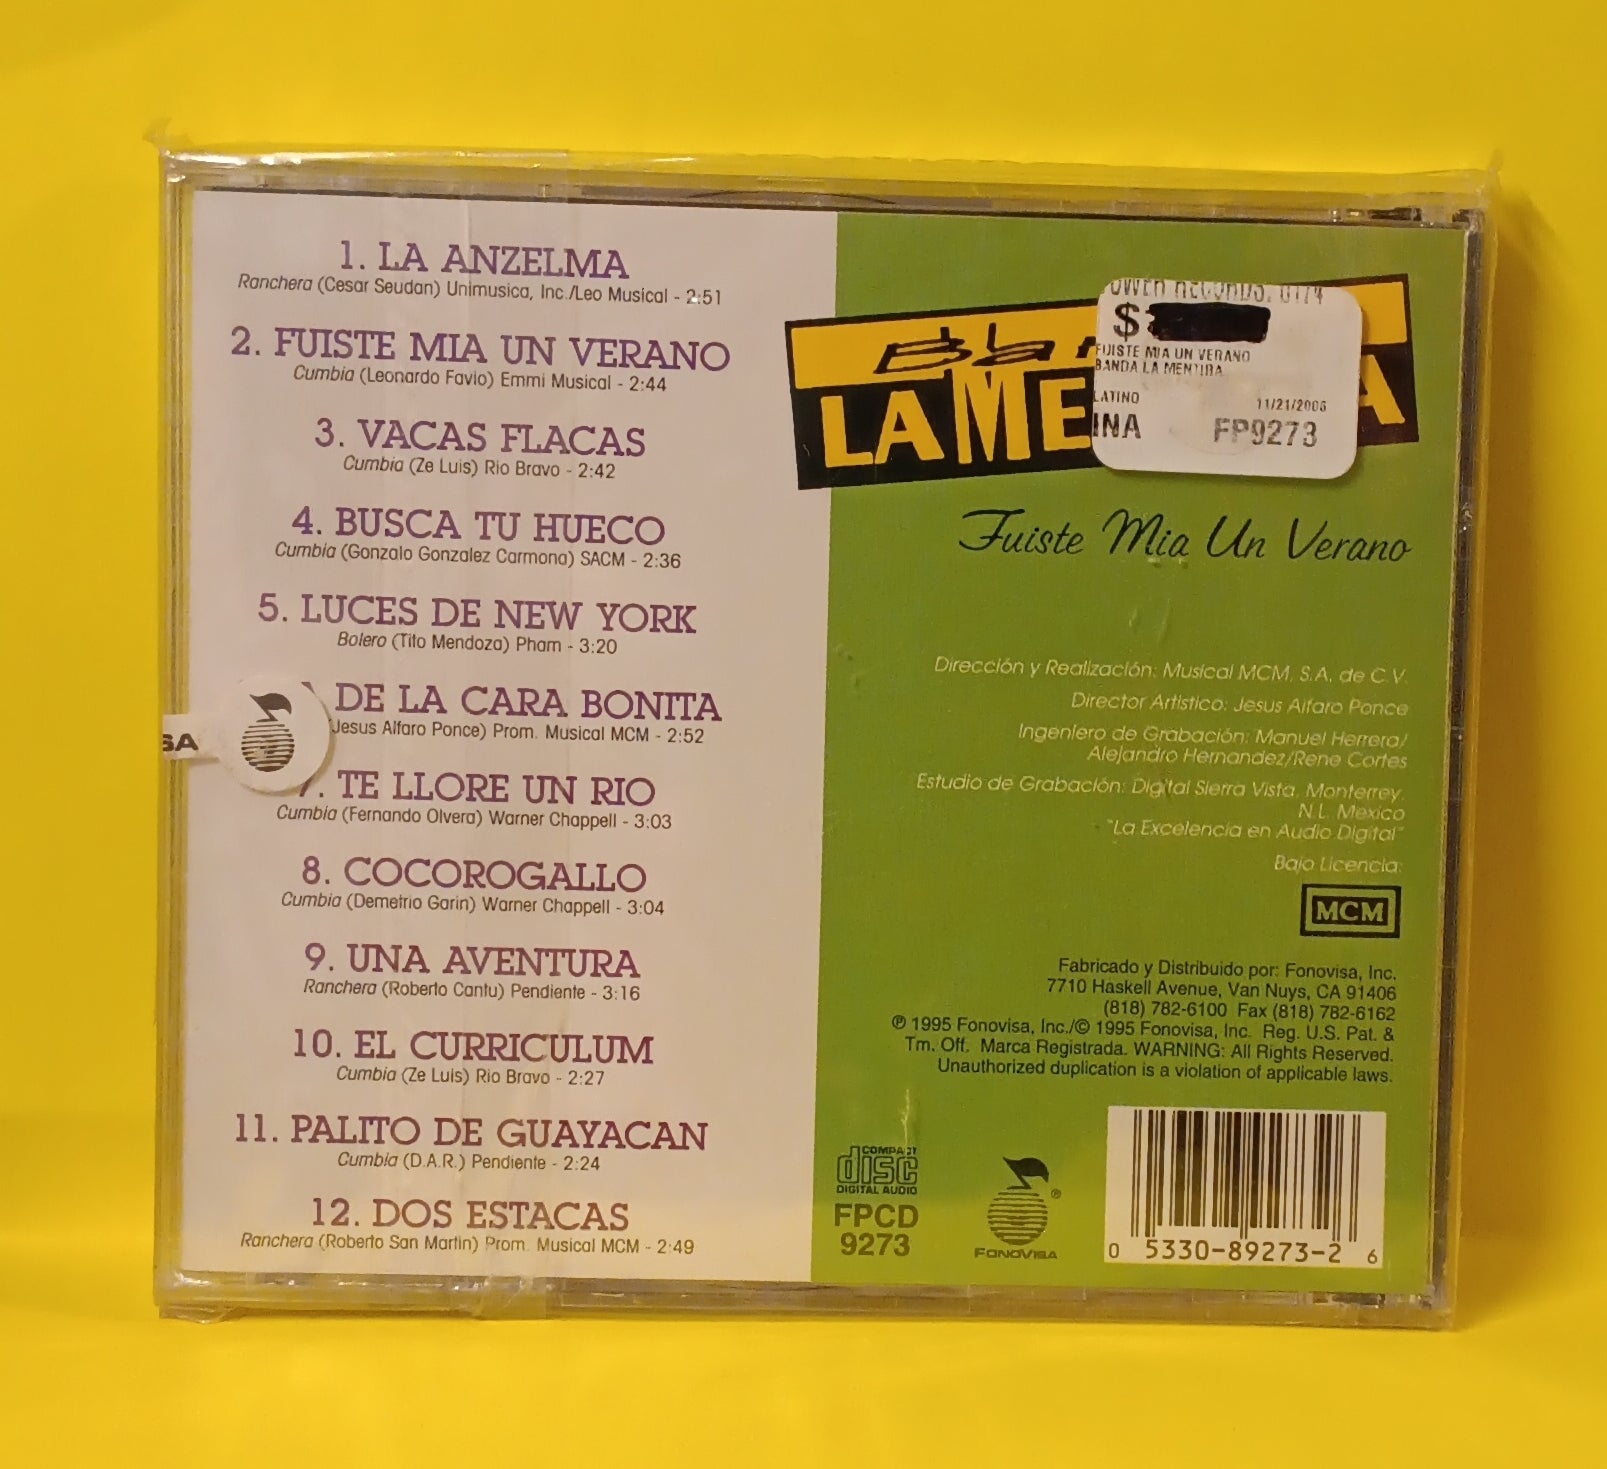 1. LA ANZELMA
Ranchera (Cesar Seudan) Unimusica, Inc./Leo Musical - 2:51
2. FUISTE MIA UN VERANO
Cumbia (Leonardo Favio) Emmi Musical - 2:44
3. VACAS FLACAS
Cumbia (Ze Luis) Rio Bravo - 2:42
4. BUSCA TU HUECO
Cumbia (Gonzalo Gonzalez Carmona) SACM - 2:36
5. LUCES DE NEW YORK
Bolero (Tito Mendoza) Pham - 3:20
DE LA CARA BONITA
(Jesus Alfaro Ponce) Prom. Musical MCM - 2:52
7. TE LLORE UN RIO
Cumbia (Fernando Olvera) Warner Chappell - 3:03
8. COCOROGALLO
Cumbia (Demetrio Garin) Warner Chappell - 3:04
9. UNA AVENTURA
Ranchera (Roberto Cantu) Pendiente - 3:16
10. EL CURRICULUM
Cumbia (Ze Luis) Rio Bravo - 2:27
11. PALITO DE GUAYACAN
Cumbia (D.A.R.) Pendiente - 2:24
12. DOS ESTACAS
Ranchera (Roberto San Martin) Prom. Musical MCM - 2:49
SA
Ba
LA ME A
OWER RECORDS, 0174
$
FUISTE MIA UN VERANO
BANDA LA MENTIRA
LATINO 11/21/2006
INA FP9273
Fuiste Mia Un Verano
Dirección y Realización: Musical MCM, S.A. de C.V.
Director Artistico: Jesus Alfaro Ponce
Ingeniero de Grabación: Manuel Herrera/
Alejandro Hernandez/Rene Cortes
Estudio de Grabación: Digital Sierra Vista, Monterrey,
N.L. Mexico
"La Excelencia en Audio Digital"
Bajo Licencia:
MCM
Fabricado y Distribuido por: Fonovisa, Inc.
7710 Haskell Avenue, Van Nuys, CA 91406
(818) 782-6100 Fax (818) 782-6162
℗ 1995 Fonovisa, Inc./© 1995 Fonovisa, Inc. Reg. U.S. Pat. &
Tm. Off. Marca Registrada. WARNING: All Rights Reserved.
Unauthorized duplication is a violation of applicable laws.
COMPACT
disc
DIGITAL AUDIO
FPCD
9273
®
FONOVISA
0 5330-89273-2 6